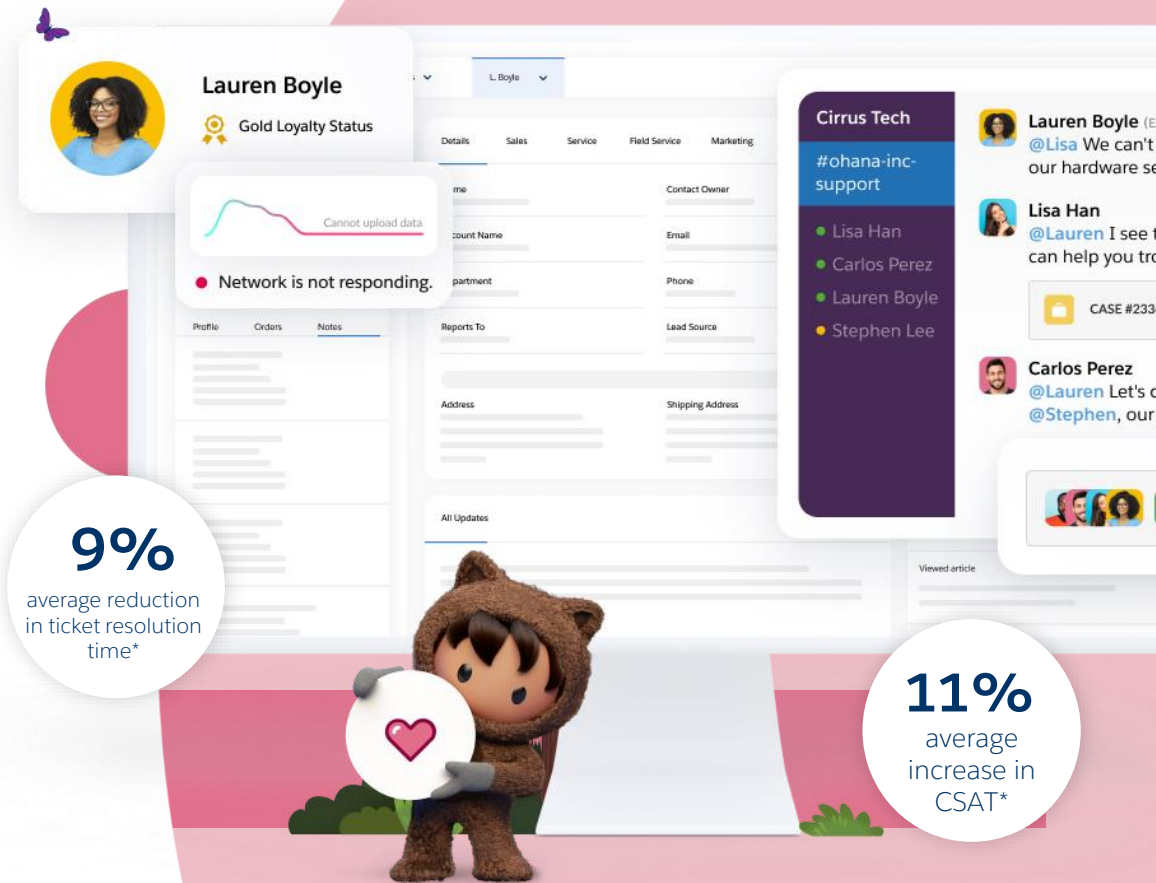 Lauren Boyle
Gold Loyalty Status
Cannot upload data
Network is not responding.
L. Boyle
Details Sales Service Field Service Marketing
Contact Owner
Account Name
Email
Phone
Reports To
Lead Source
Address
Shipping Address
All Updates
Viewed article
Profile Orders Notes
Cirrus Tech
#ohana-inc-
support
Lisa Han
Carlos Perez
Lauren Boyle
Stephen Lee
Lauren Boyle (E
@Lisa We can't
our hardware se
Lisa Han
@Lauren I see t
can help you tro
CASE #233
Carlos Perez
@Lauren Let's c
@Stephen, our
9%
average reduction
in ticket resolution
time*
11%
average
increase in
CSAT*